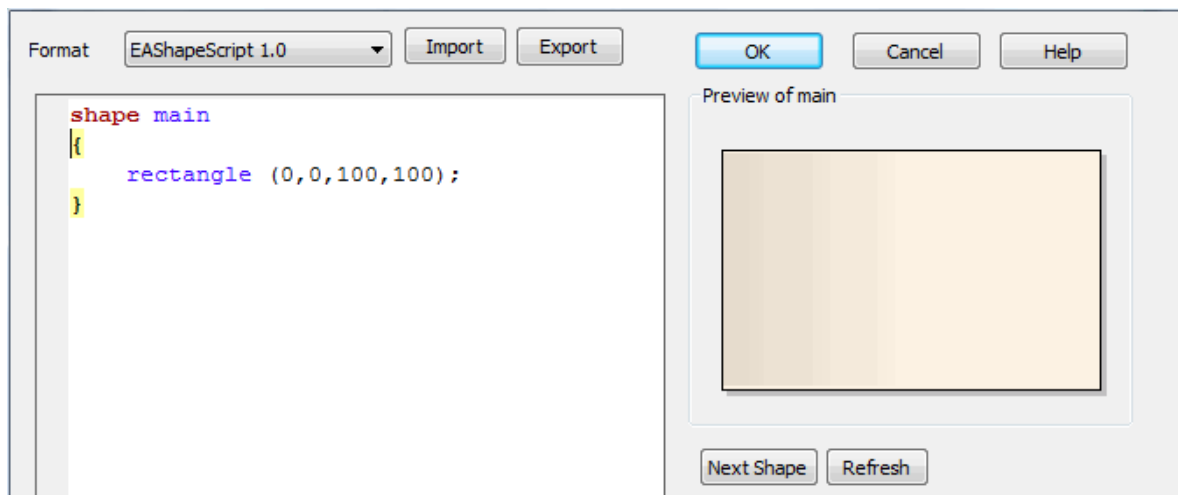 Format EAShapeScript 1.0 Import Export OK Cancel Help
shape main
{
rectangle (0,0,100,100);
}
Preview of main
Next Shape Refresh